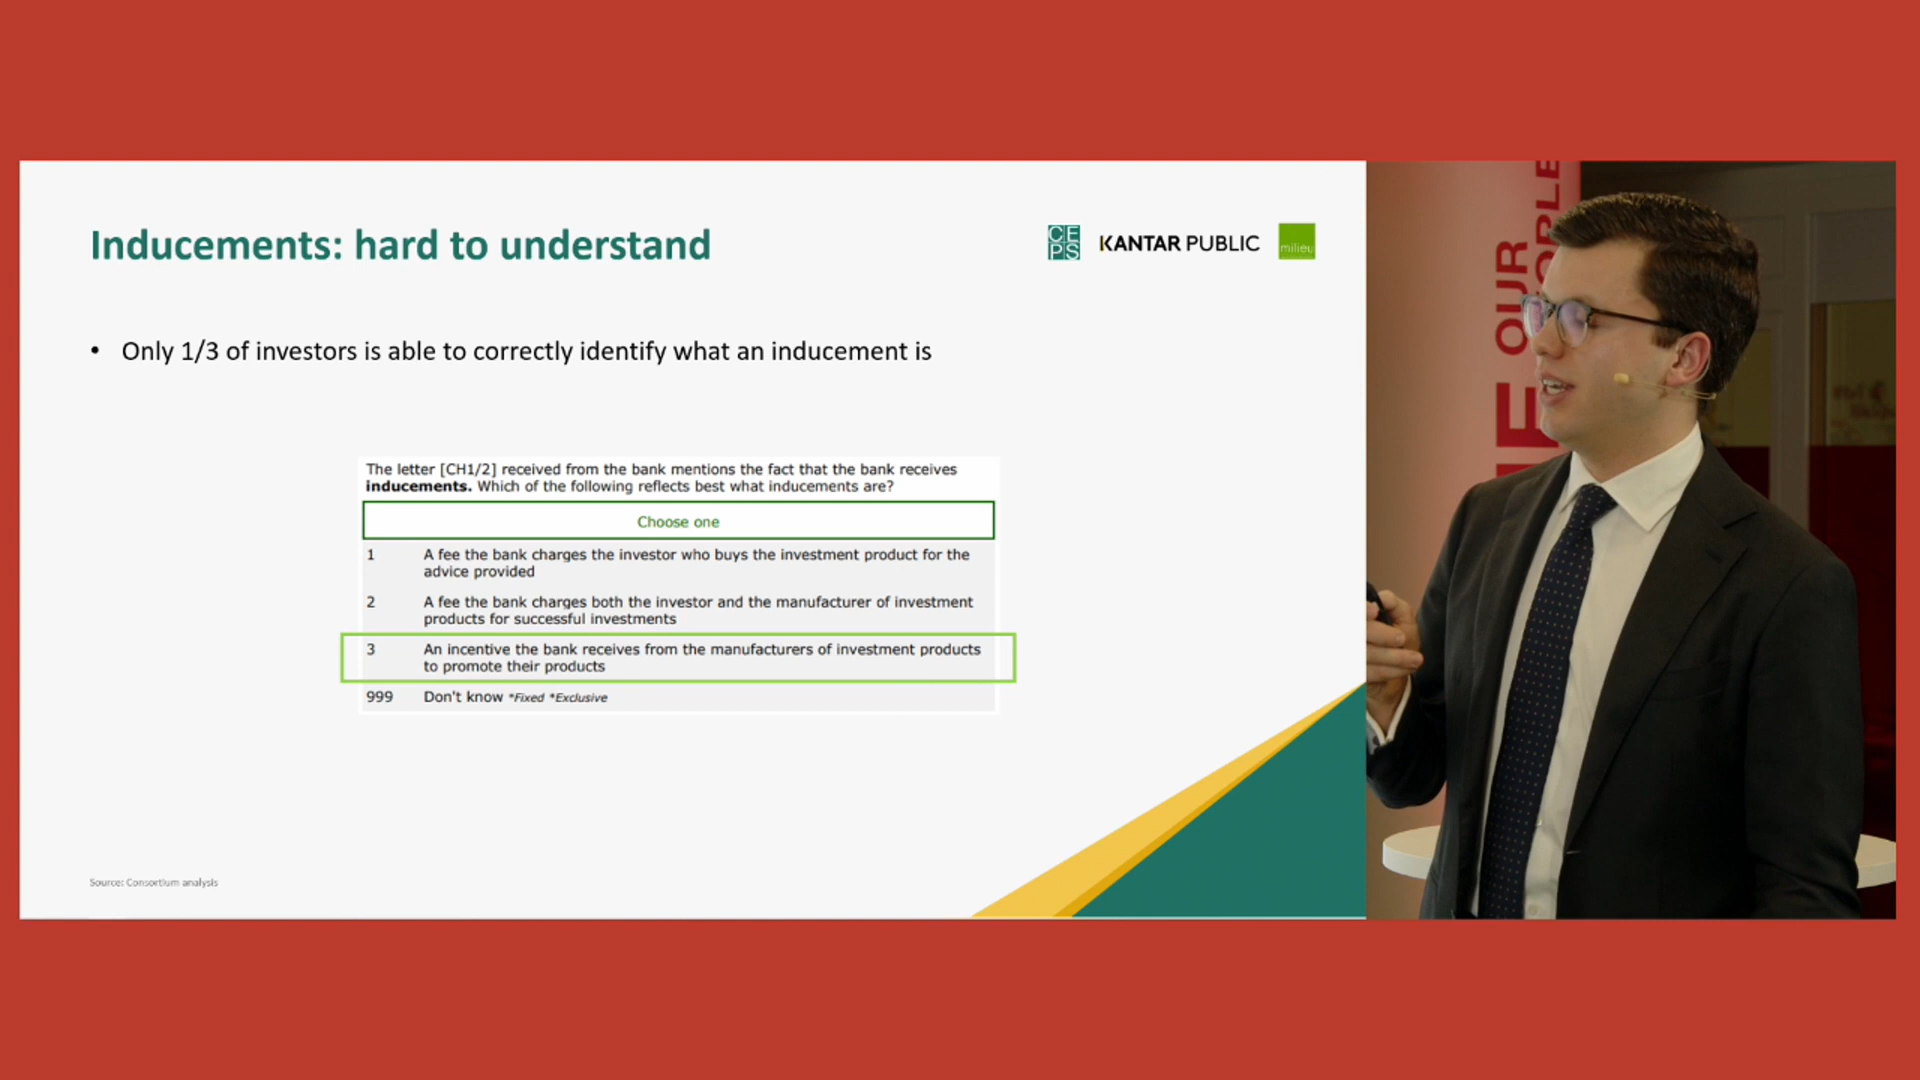 Inducements: hard to understand
CE
PS
KANTAR PUBLIC
milieu
• Only 1/3 of investors is able to correctly identify what an inducement is
The letter [CH1/2] received from the bank mentions the fact that the bank receives
inducements. Which of the following reflects best what inducements are?
Choose one
1 A fee the bank charges the investor who buys the investment product for the
advice provided
2 A fee the bank charges both the investor and the manufacturer of investment
products for successful investments
3 An incentive the bank receives from the manufacturers of investment products
to promote their products
999 Don't know *Fixed *Exclusive
Source: Consortium analysis
OUR